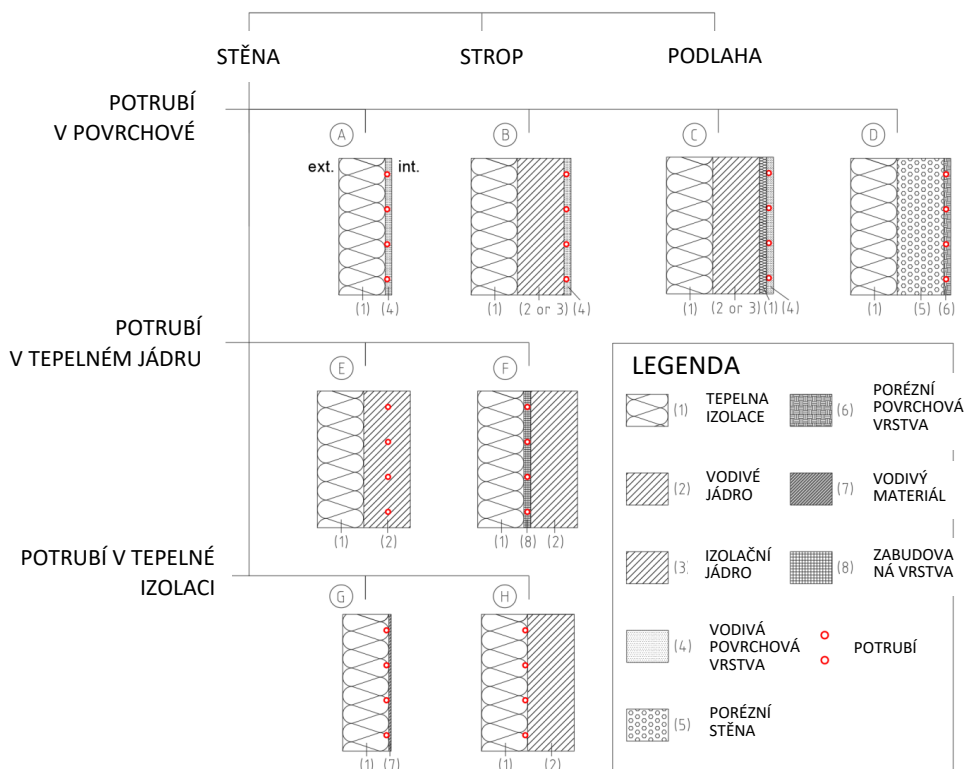 STĚNA STROP PODLAHA
POTRUBÍ
V POVRCHOVÉ
A B C D
ext. int.
(1) (4) (1) (2 or 3) (4) (1) (2 or 3) (1) (4) (1) (5) (6)
POTRUBÍ
V TEPELNÉM JÁDRU
E F
(1) (2) (1) (8) (2)
POTRUBÍ V TEPELNÉ
IZOLACI
G H
(1) (7) (1) (2)
LEGENDA
(1) TEPELNA
IZOLACE
(6) PORÉZNÍ
POVRCHOVÁ
VRSTVA
(2) VODIVÉ
JÁDRO
(7) VODIVÝ
MATERIÁL
(3) IZOLAČNÍ
JÁDRO
(8) ZABUDOVA
NÁ VRSTVA
(4) VODIVÁ
POVRCHOVÁ
VRSTVA
POTRUBÍ
(5) PORÉZNÍ
STĚNA